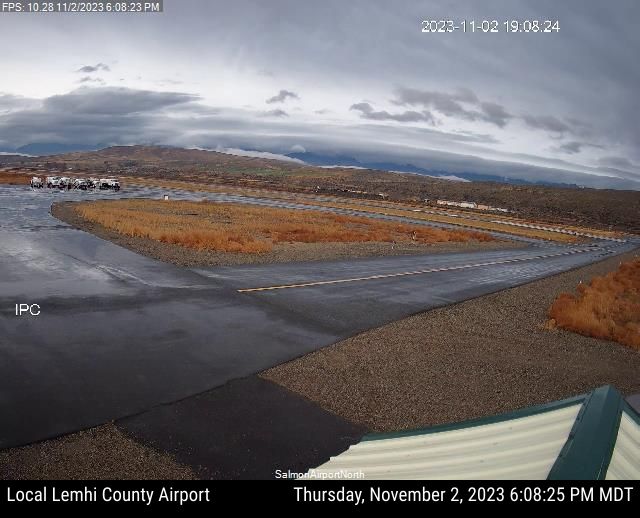 FPS: 10.28 11/2/2023 6:08:23 PM
2023-11-02 19:08:24
IPC
SalmonAirportNorth
Local Lemhi County Airport
Thursday, November 2, 2023 6:08:25 PM MDT